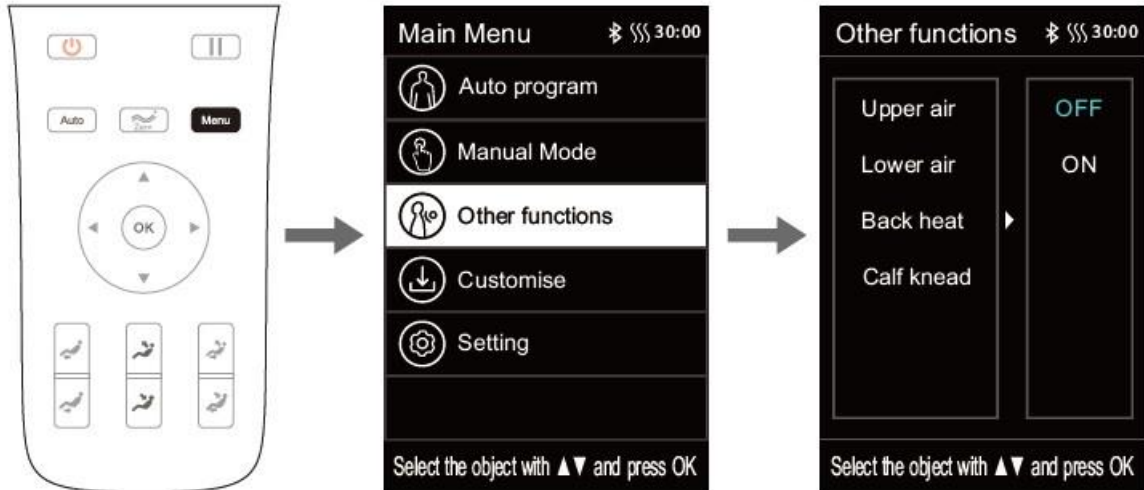 Auto
Zero
Menu
OK
Main Menu 30:00
Auto program
Manual Mode
Other functions
Customise
Setting
Select the object with ▲▼ and press OK
Other functions 30:00
Upper air OFF
Lower air ON
Back heat
Calf knead
Select the object with ▲▼ and press OK